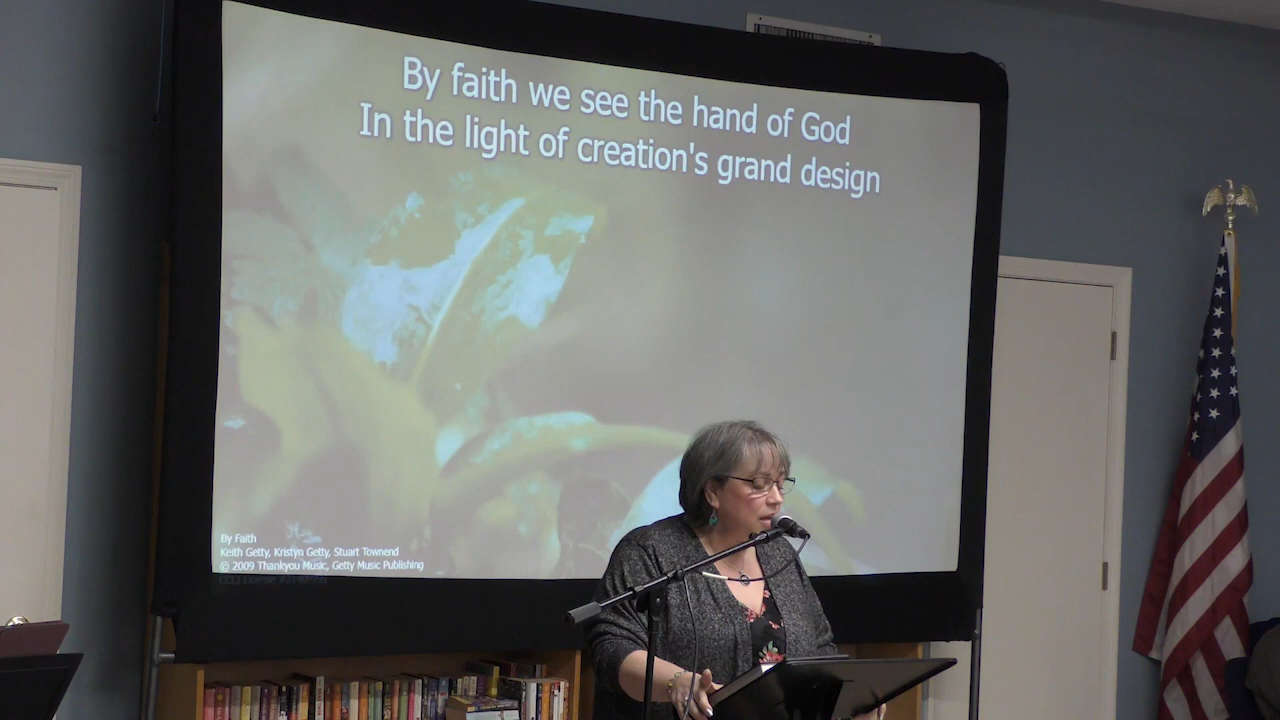 By faith we see the hand of God
In the light of creation's grand design
By Faith
Keith Getty, Kristyn Getty, Stuart Townend
© 2009 Thankyou Music, Getty Music Publishing